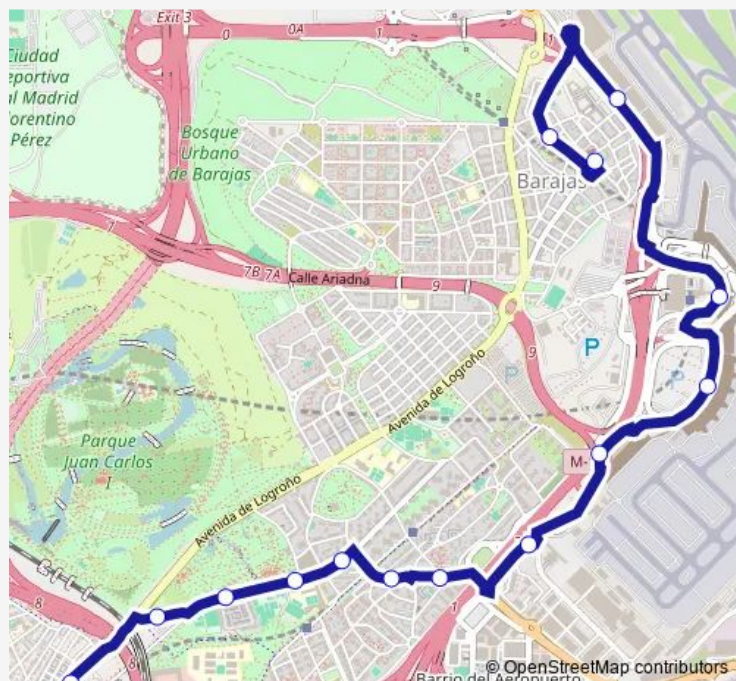 Exit 3
0
0A
1
1
Ciudad
eportiva
al Madrid
lorentino
Pérez
Bosque
Urbano
de Barajas
Barajas
7
7B 7A
Calle Ariadna
9
9
P
P
P
Avenida de Logroño
Parque
Juan Carlos
I
M-
Avenida de Logroño
8
8
1
Barrio del Aeropuerto
© OpenStreetMap contributors